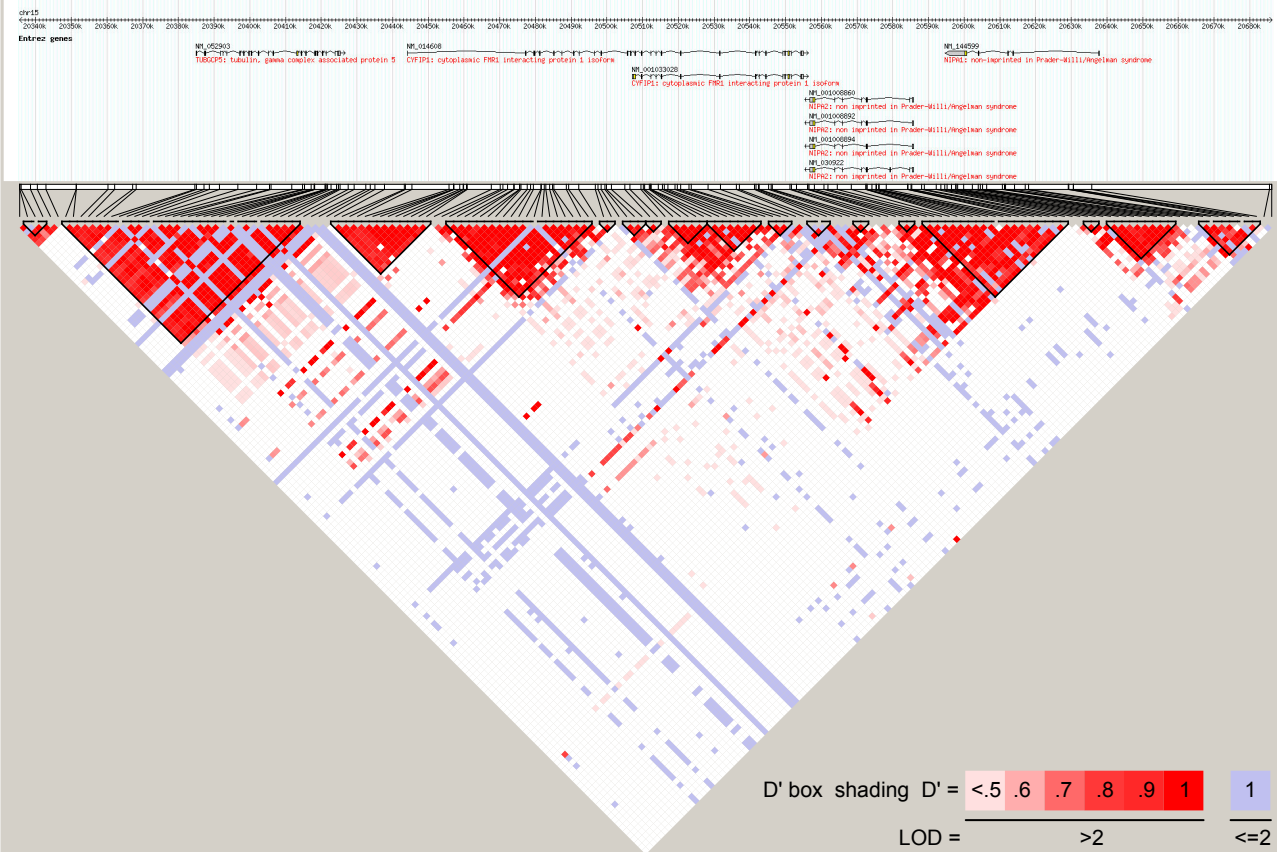 chr15
20340k 20350k 20360k 20370k 20380k 20390k 20400k 20410k 20420k 20430k 20440k 20450k 20460k 20470k 20480k 20490k 20500k 20510k 20520k 20530k 20540k 20550k 20560k 20570k 20580k 20590k 20600k 20610k 20620k 20630k 20640k 20650k 20660k 20670k 20680k
Entrez genes
NM_052903 NM_014608 NM_144599
TUBGCP5: tubulin, gamma complex associated protein 5 CYFIP1: cytoplasmic FMR1 interacting protein 1 isoform NIPA1: non-imprinted in Prader-Willi/Angelman syndrome
NM_001033028
CYFIP1: cytoplasmic FMR1 interacting protein 1 isoform
NM_001008860
NIPA2: non imprinted in Prader-Willi/Angelman syndrome
NM_001008892
NIPA2: non imprinted in Prader-Willi/Angelman syndrome
NM_001008894
NIPA2: non imprinted in Prader-Willi/Angelman syndrome
NM_030922
NIPA2: non imprinted in Prader-Willi/Angelman syndrome
D' box shading D' = <.5 .6 .7 .8 .9 1 1
LOD = >2 <=2